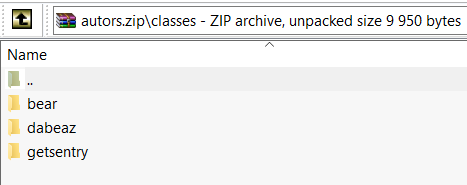 autors.zip\classes - ZIP archive, unpacked size 9 950 bytes
Name
..
bear
dabeaz
getsentry